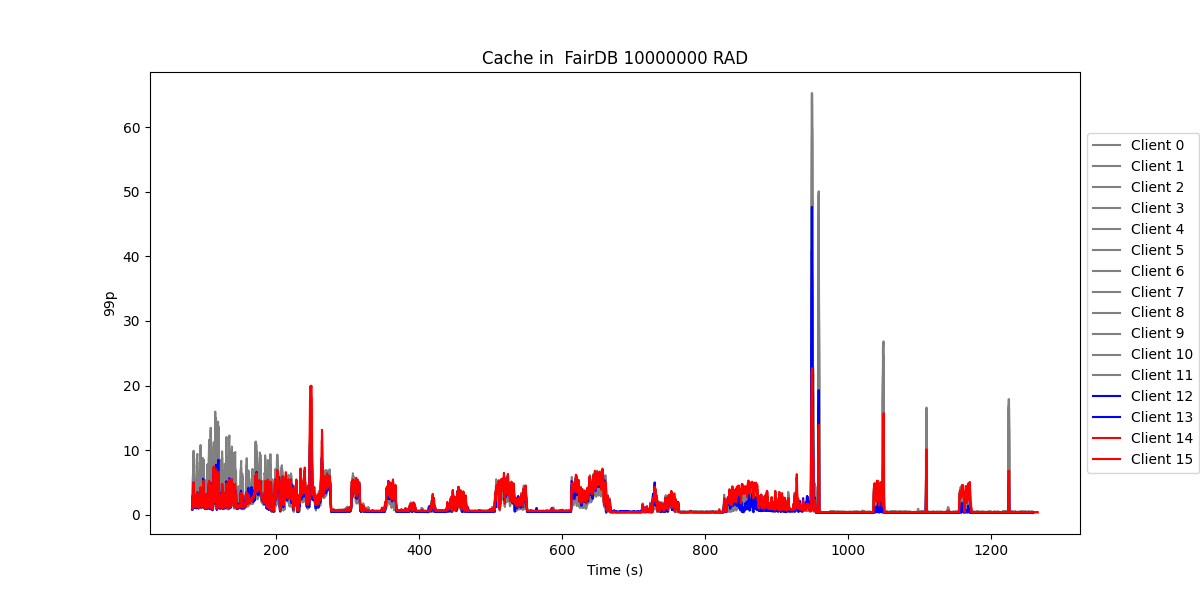 Cache in  FairDB 10000000 RAD
60
50
40
30
20
10
0
99p
200
400
600
800
1000
1200
Time (s)
Client 0
Client 1
Client 2
Client 3
Client 4
Client 5
Client 6
Client 7
Client 8
Client 9
Client 10
Client 11
Client 12
Client 13
Client 14
Client 15